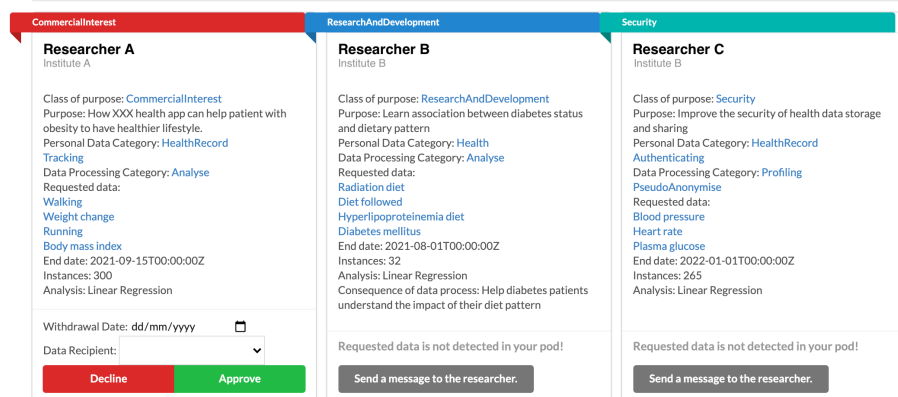 CommercialInterest
Researcher A
Institute A
Class of purpose: CommercialInterest
Purpose: How XXX health app can help patient with
obesity to have healthier lifestyle.
Personal Data Category: HealthRecord
Tracking
Data Processing Category: Analyse
Requested data:
Walking
Weight change
Running
Body mass index
End date: 2021-09-15T00:00:00Z
Instances: 300
Analysis: Linear Regression
Withdrawal Date: dd/mm/yyyy
Data Recipient:
Decline
Approve
ResearchAndDevelopment
Researcher B
Institute B
Class of purpose: ResearchAndDevelopment
Purpose: Learn association between diabetes status
and dietary pattern
Personal Data Category: Health
Data Processing Category: Analyse
Requested data:
Radiation diet
Diet followed
Hyperlipoproteinemia diet
Diabetes mellitus
End date: 2021-08-01T00:00:00Z
Instances: 32
Analysis: Linear Regression
Consequence of data process: Help diabetes patients
understand the impact of their diet pattern
Requested data is not detected in your pod!
Send a message to the researcher.
Security
Researcher C
Institute B
Class of purpose: Security
Purpose: Improve the security of health data storage
and sharing
Personal Data Category: HealthRecord
Authenticating
Data Processing Category: Profiling
PseudoAnonymise
Requested data:
Blood pressure
Heart rate
Plasma glucose
End date: 2022-01-01T00:00:00Z
Instances: 265
Analysis: Linear Regression
Requested data is not detected in your pod!
Send a message to the researcher.